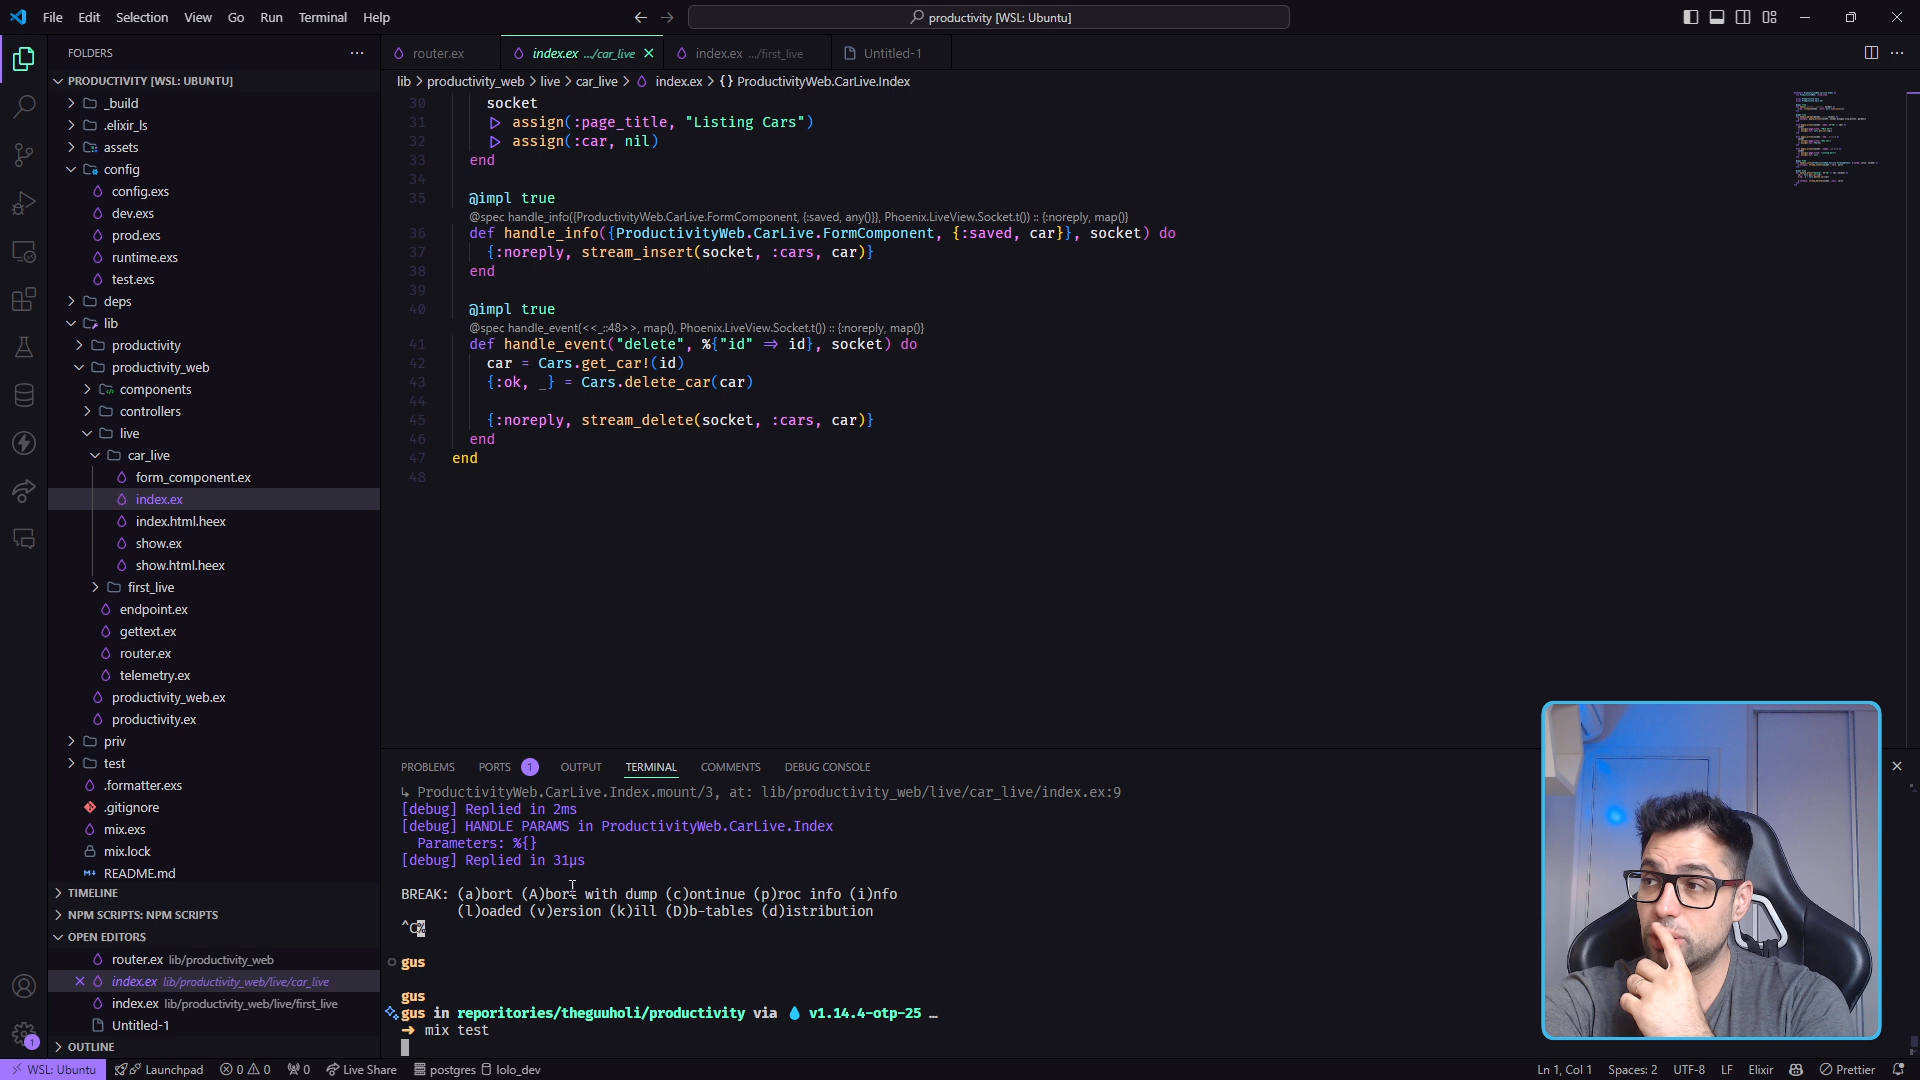 File Edit Selection View Go Run Terminal Help
productivity [WSL: Ubuntu]
FOLDERS
PRODUCTIVITY [WSL: UBUNTU]
_build
.elixir_ls
assets
config
config.exs
dev.exs
prod.exs
runtime.exs
test.exs
deps
lib
productivity
productivity_web
components
controllers
live
car_live
form_component.ex
index.ex
index.html.heex
show.ex
show.html.heex
first_live
endpoint.ex
gettext.ex
router.ex
telemetry.ex
productivity_web.ex
productivity.ex
priv
test
.formatter.exs
.gitignore
mix.exs
mix.lock
README.md
TIMELINE
NPM SCRIPTS: NPM SCRIPTS
OPEN EDITORS
router.ex lib/productivity_web
index.ex lib/productivity_web/live/car_live
index.ex lib/productivity_web/live/first_live
Untitled-1
OUTLINE
router.ex index.ex .../car_live index.ex .../first_live Untitled-1
lib > productivity_web > live > car_live > index.ex > {} ProductivityWeb.CarLive.Index
30 socket
31 ▷ assign(:page_title, "Listing Cars")
32 ▷ assign(:car, nil)
33 end
34
35 @impl true
@spec handle_info({ProductivityWeb.CarLive.FormComponent, {:saved, any()}}, Phoenix.LiveView.Socket.t()) :: {:noreply, map()}
36 def handle_info({ProductivityWeb.CarLive.FormComponent, {:saved, car}}, socket) do
37 {:noreply, stream_insert(socket, :cars, car)}
38 end
39
40 @impl true
@spec handle_event(<<_::48>>, map(), Phoenix.LiveView.Socket.t()) :: {:noreply, map()}
41 def handle_event("delete", %{"id" => id}, socket) do
42 car = Cars.get_car!(id)
43 {:ok, _} = Cars.delete_car(car)
44
45 {:noreply, stream_delete(socket, :cars, car)}
46 end
47 end
48
PROBLEMS PORTS 1 OUTPUT TERMINAL COMMENTS DEBUG CONSOLE
↳ ProductivityWeb.CarLive.Index.mount/3, at: lib/productivity_web/live/car_live/index.ex:9
[debug] Replied in 2ms
[debug] HANDLE PARAMS in ProductivityWeb.CarLive.Index
Parameters: %{}
[debug] Replied in 31µs
BREAK: (a)bort (A)bort with dump (c)ontinue (p)roc info (i)nfo
(l)oaded (v)ersion (k)ill (D)b-tables (d)istribution
^C%
gus
gus
gus in reporitories/theguuholi/productivity via v1.14.4-otp-25 …
➜ mix test
1
WSL: Ubuntu Launchpad 0 0 0 Live Share postgres lolo_dev Ln 1, Col 1 Spaces: 2 UTF-8 LF Elixir Prettier